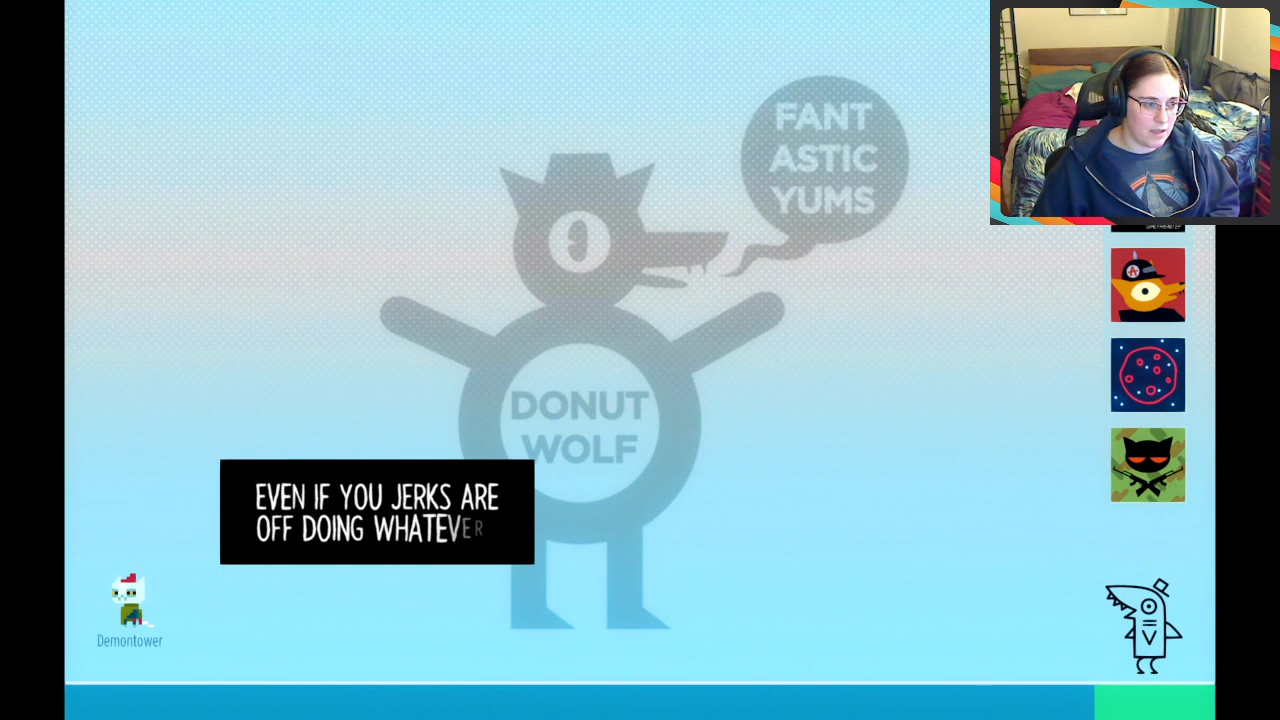 FANT
ASTIC
YUMS
DONUT
WOLF
EVEN IF YOU JERKS ARE
OFF DOING WHATEVER
Demontower